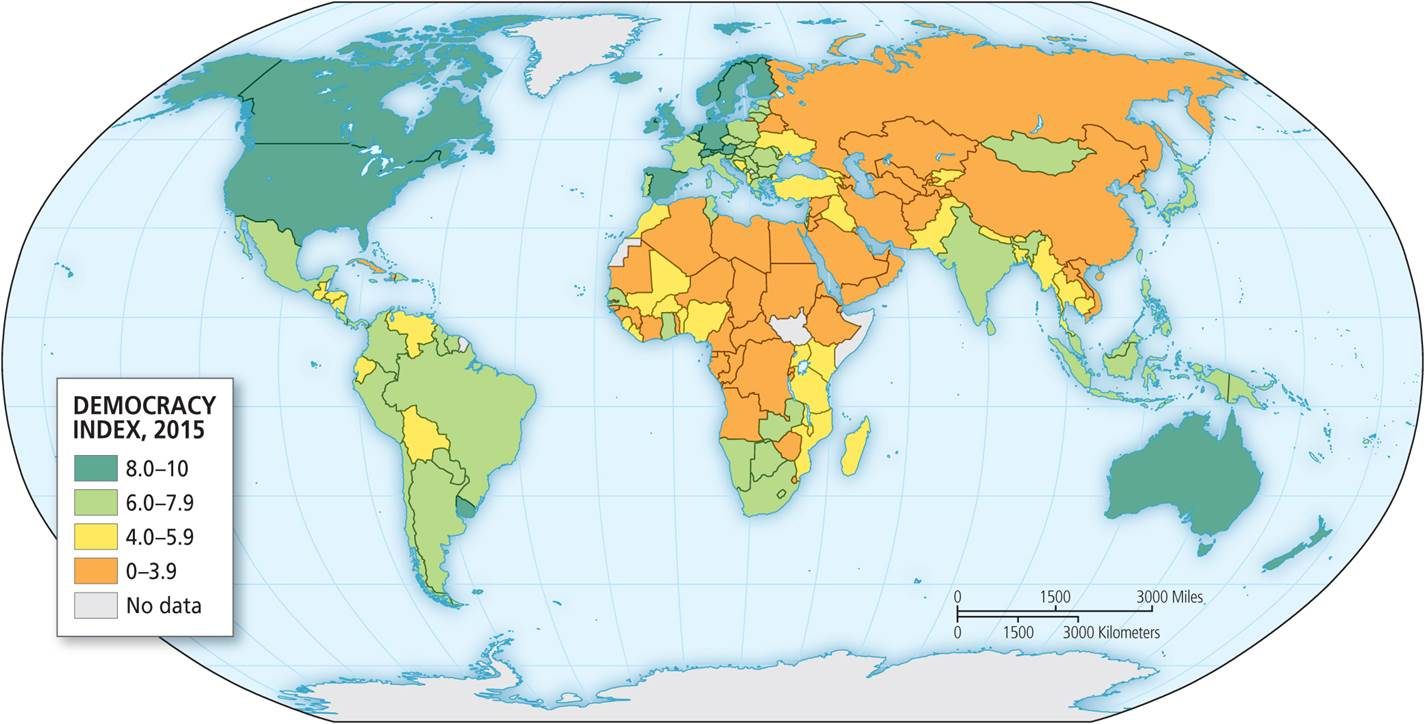 DEMOCRACY
INDEX, 2015
8.0–10
6.0–7.9
4.0–5.9
0–3.9
No data
0 1500 3000 Miles
0 1500 3000 Kilometers